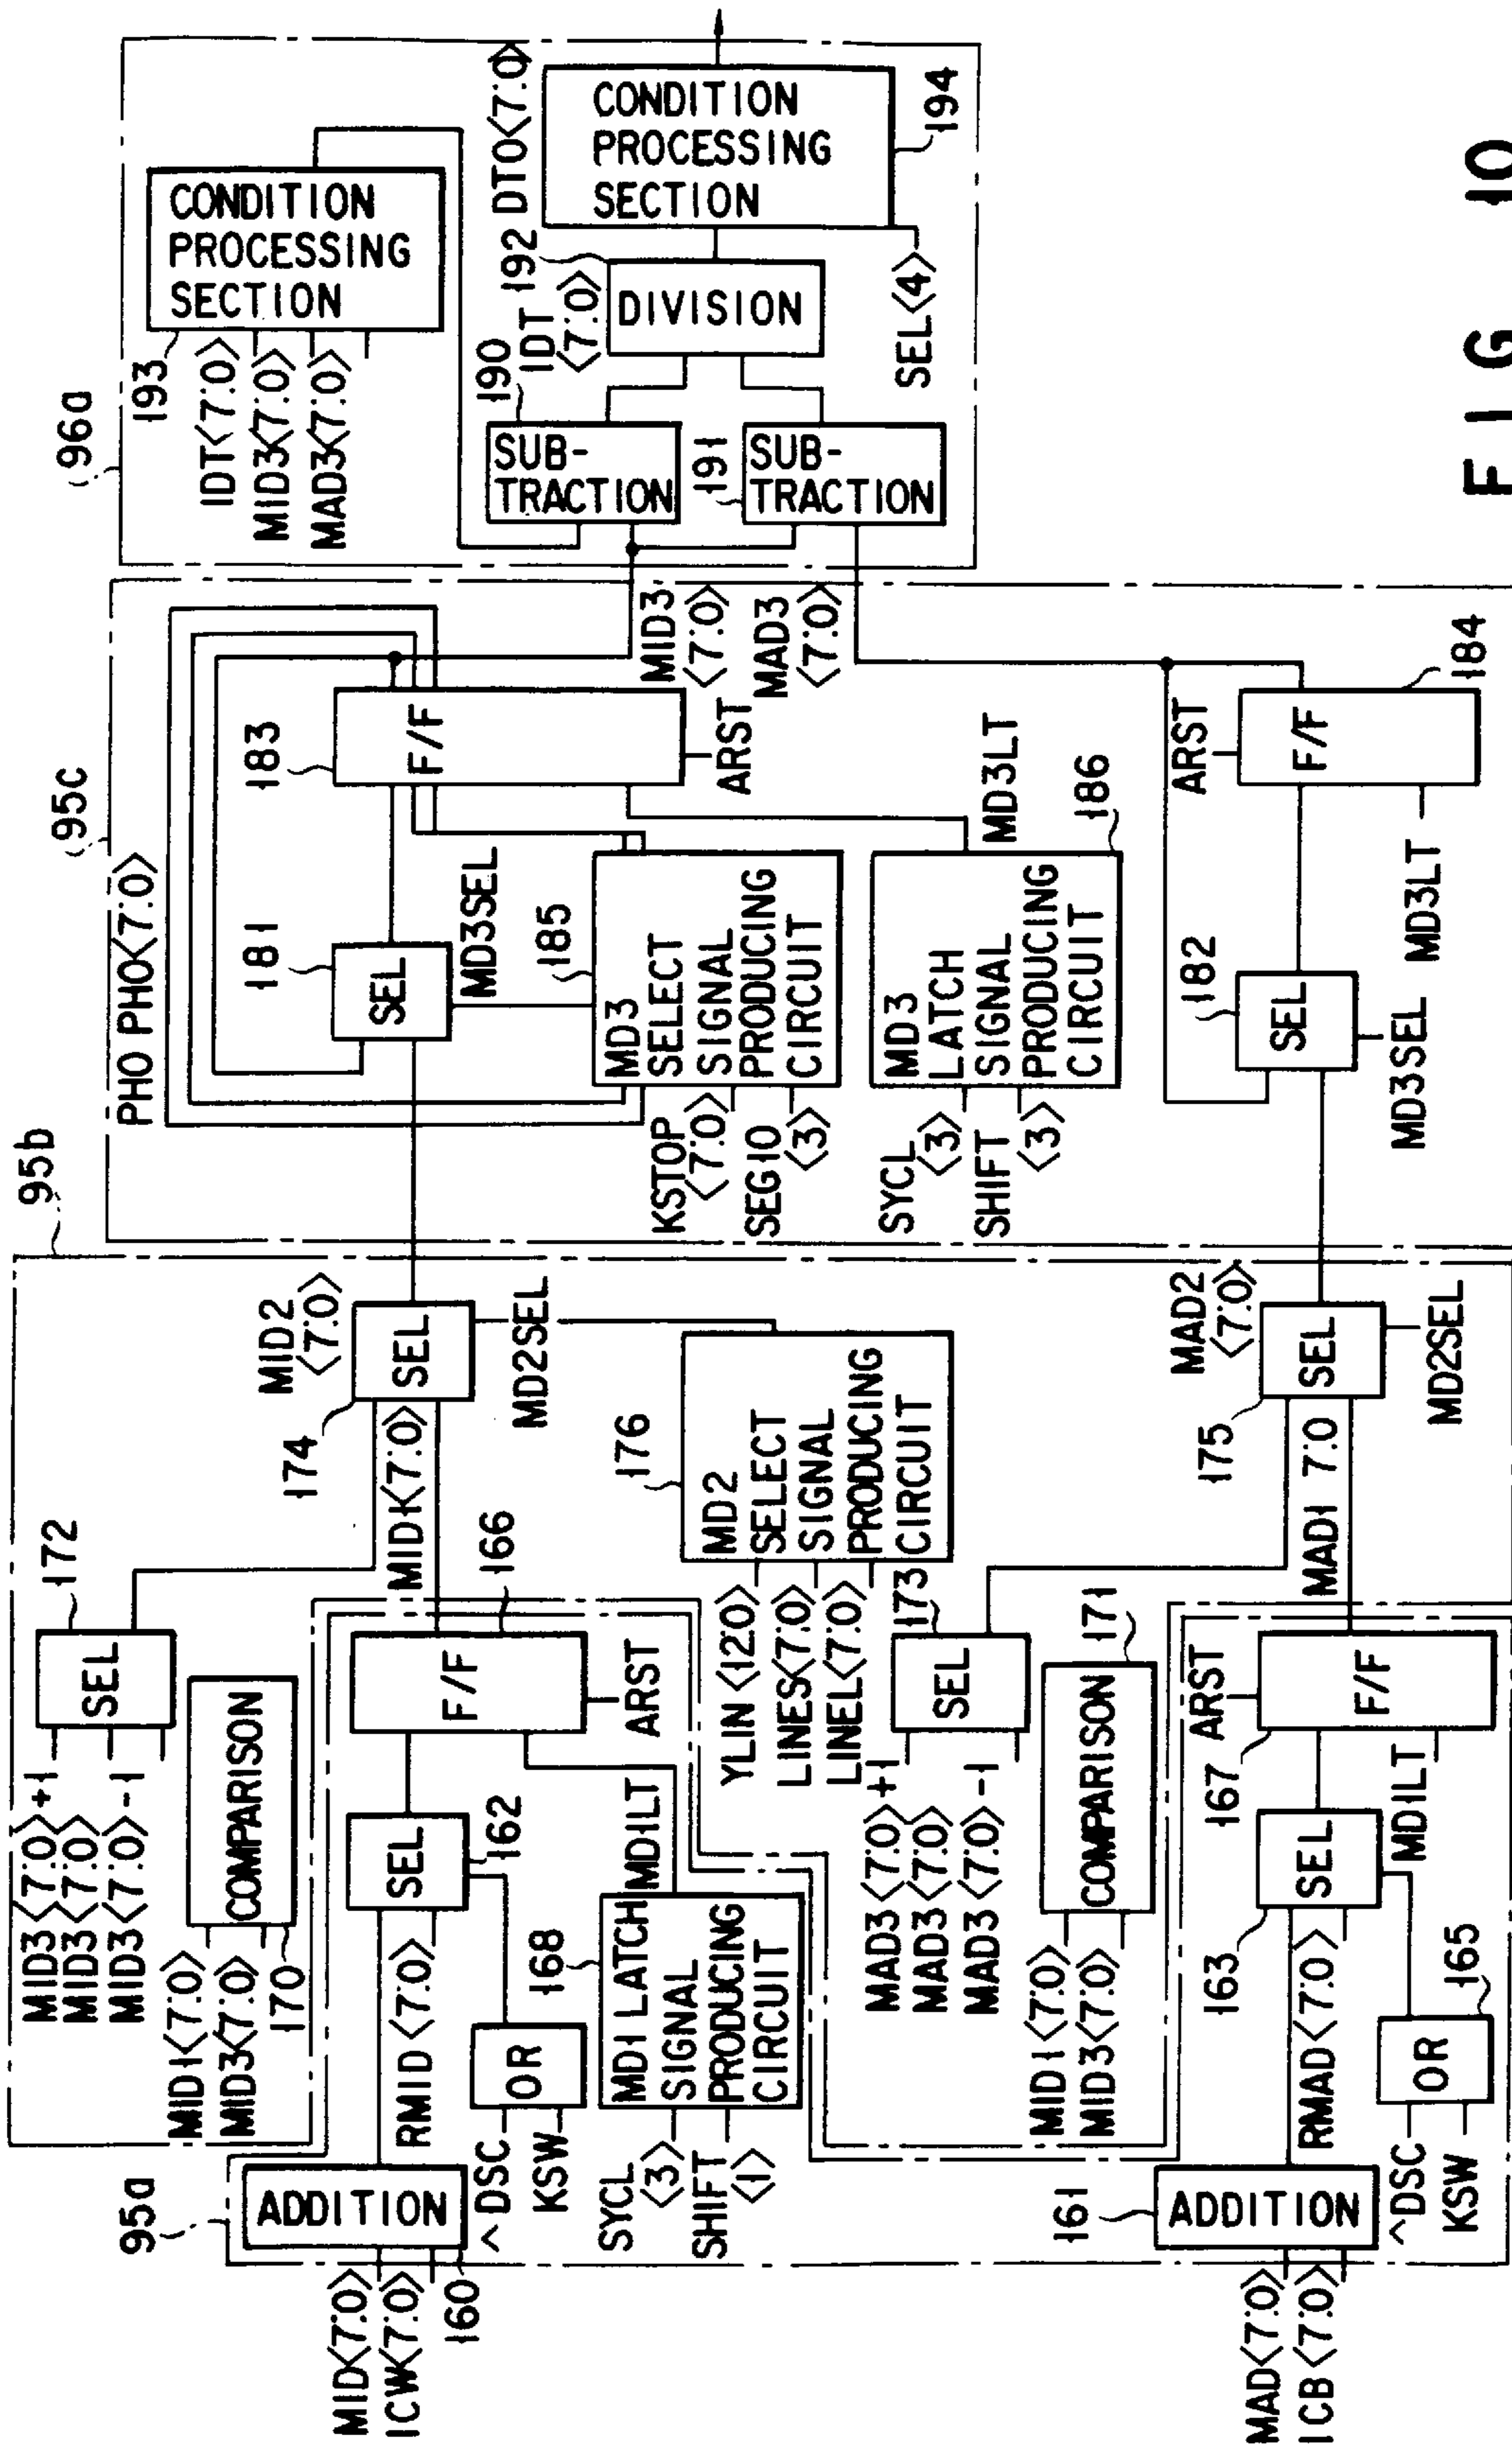 96a
193
IDT<7:0>
MID3<7:0>
MAD3<7:0>
CONDITION
PROCESSING
SECTION
190
SUB-
TRACTION
191
SUB-
TRACTION
IDT
<7:0>
192
DIVISION
DTO<7:0>
CONDITION
PROCESSING
SECTION
194
SEL<4>
95c
PHO PHO<7:0>
181
SEL
MD3SEL
183
F/F
ARST
MID3
<7:0>
MAD3
<7:0>
185
MD3
SELECT
SIGNAL
PRODUCING
CIRCUIT
KSTOP
<7:0>
SEG10
<3>
MD3LT
186
MD3
LATCH
SIGNAL
PRODUCING
CIRCUIT
SYCL
<3>
SHIFT
<3>
182
SEL
MD3SEL
ARST
F/F
184
MD3LT
95b
172
SEL
MID3<7:0>+1
MID3<7:0>
MID3<7:0>-1
MID1<7:0>
MID3<7:0>
170
COMPARISON
174
MID2
<7:0>
SEL
MD2SEL
MID1<7:0>
166
F/F
ARST
176
MD2
SELECT
SIGNAL
PRODUCING
CIRCUIT
YLIN<12:0>
LINES<7:0>
LINEL<7:0>
173
SEL
MAD3<7:0>+1
MAD3<7:0>
MAD3<7:0>-1
171
COMPARISON
MID1<7:0>
MID3<7:0>
175
MAD2
<7:0>
SEL
MD2SEL
MAD1 7:0
95a
MID<7:0>
ICW<7:0>
160
ADDITION
RMID<7:0>
SEL
162
^DSC
KSW
OR
MD1LT
168
MD1 LATCH
SIGNAL
PRODUCING
CIRCUIT
SYCL
<3>
SHIFT
<1>
MAD<7:0>
ICB<7:0>
161
ADDITION
RMAD<7:0>
163
SEL
^DSC
KSW
OR
165
ARST
167
F/F
MD1LT
FIG 10